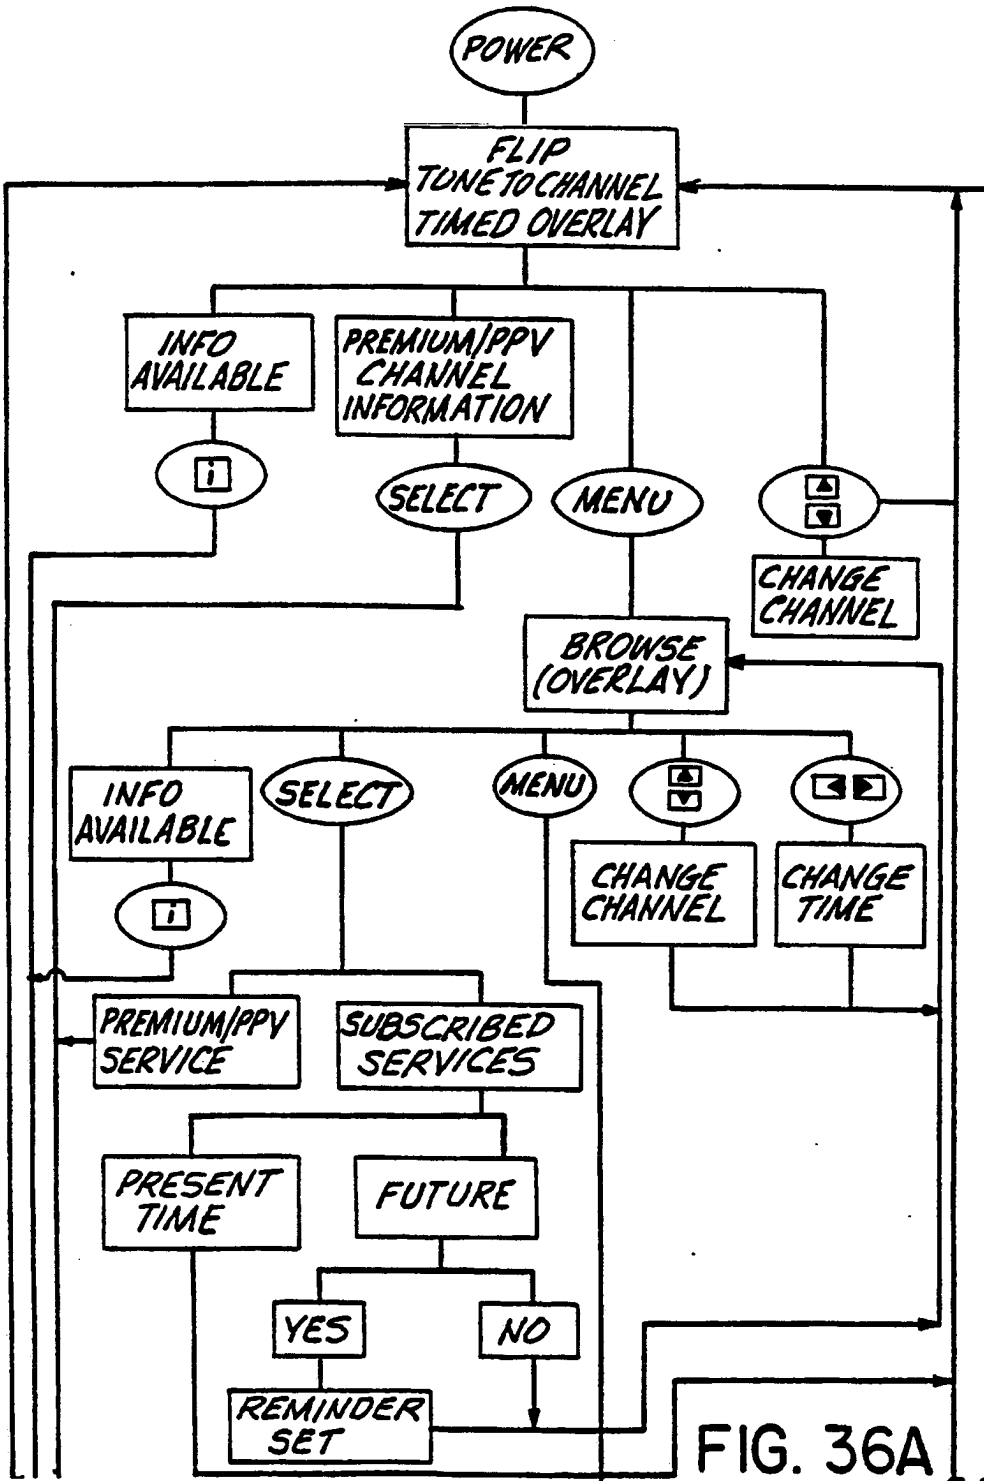 POWER
FLIP
TUNE TO CHANNEL
TIMED OVERLAY
INFO
AVAILABLE
PREMIUM/PPV
CHANNEL
INFORMATION
i
SELECT
MENU
CHANGE
CHANNEL
BROWSE
(OVERLAY)
INFO
AVAILABLE
SELECT
MENU
i
CHANGE
CHANNEL
CHANGE
TIME
PREMIUM/PPV
SERVICE
SUBSCRIBED
SERVICES
PRESENT
TIME
FUTURE
YES
NO
REMINDER
SET
FIG. 36A